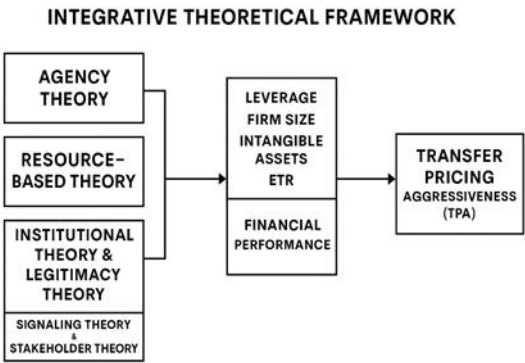 INTEGRATIVE THEORETICAL FRAMEWORK
AGENCY
THEORY
RESOURCE-
BASED THEORY
INSTITUTIONAL
THEORY &
LEGITIMACY
THEORY
SIGNALING THEORY
&
STAKEHOLDER THEORY
LEVERAGE
FIRM SIZE
INTANGIBLE
ASSETS
ETR
FINANCIAL
PERFORMANCE
TRANSFER
PRICING
AGGRESSIVENESS
(TPA)